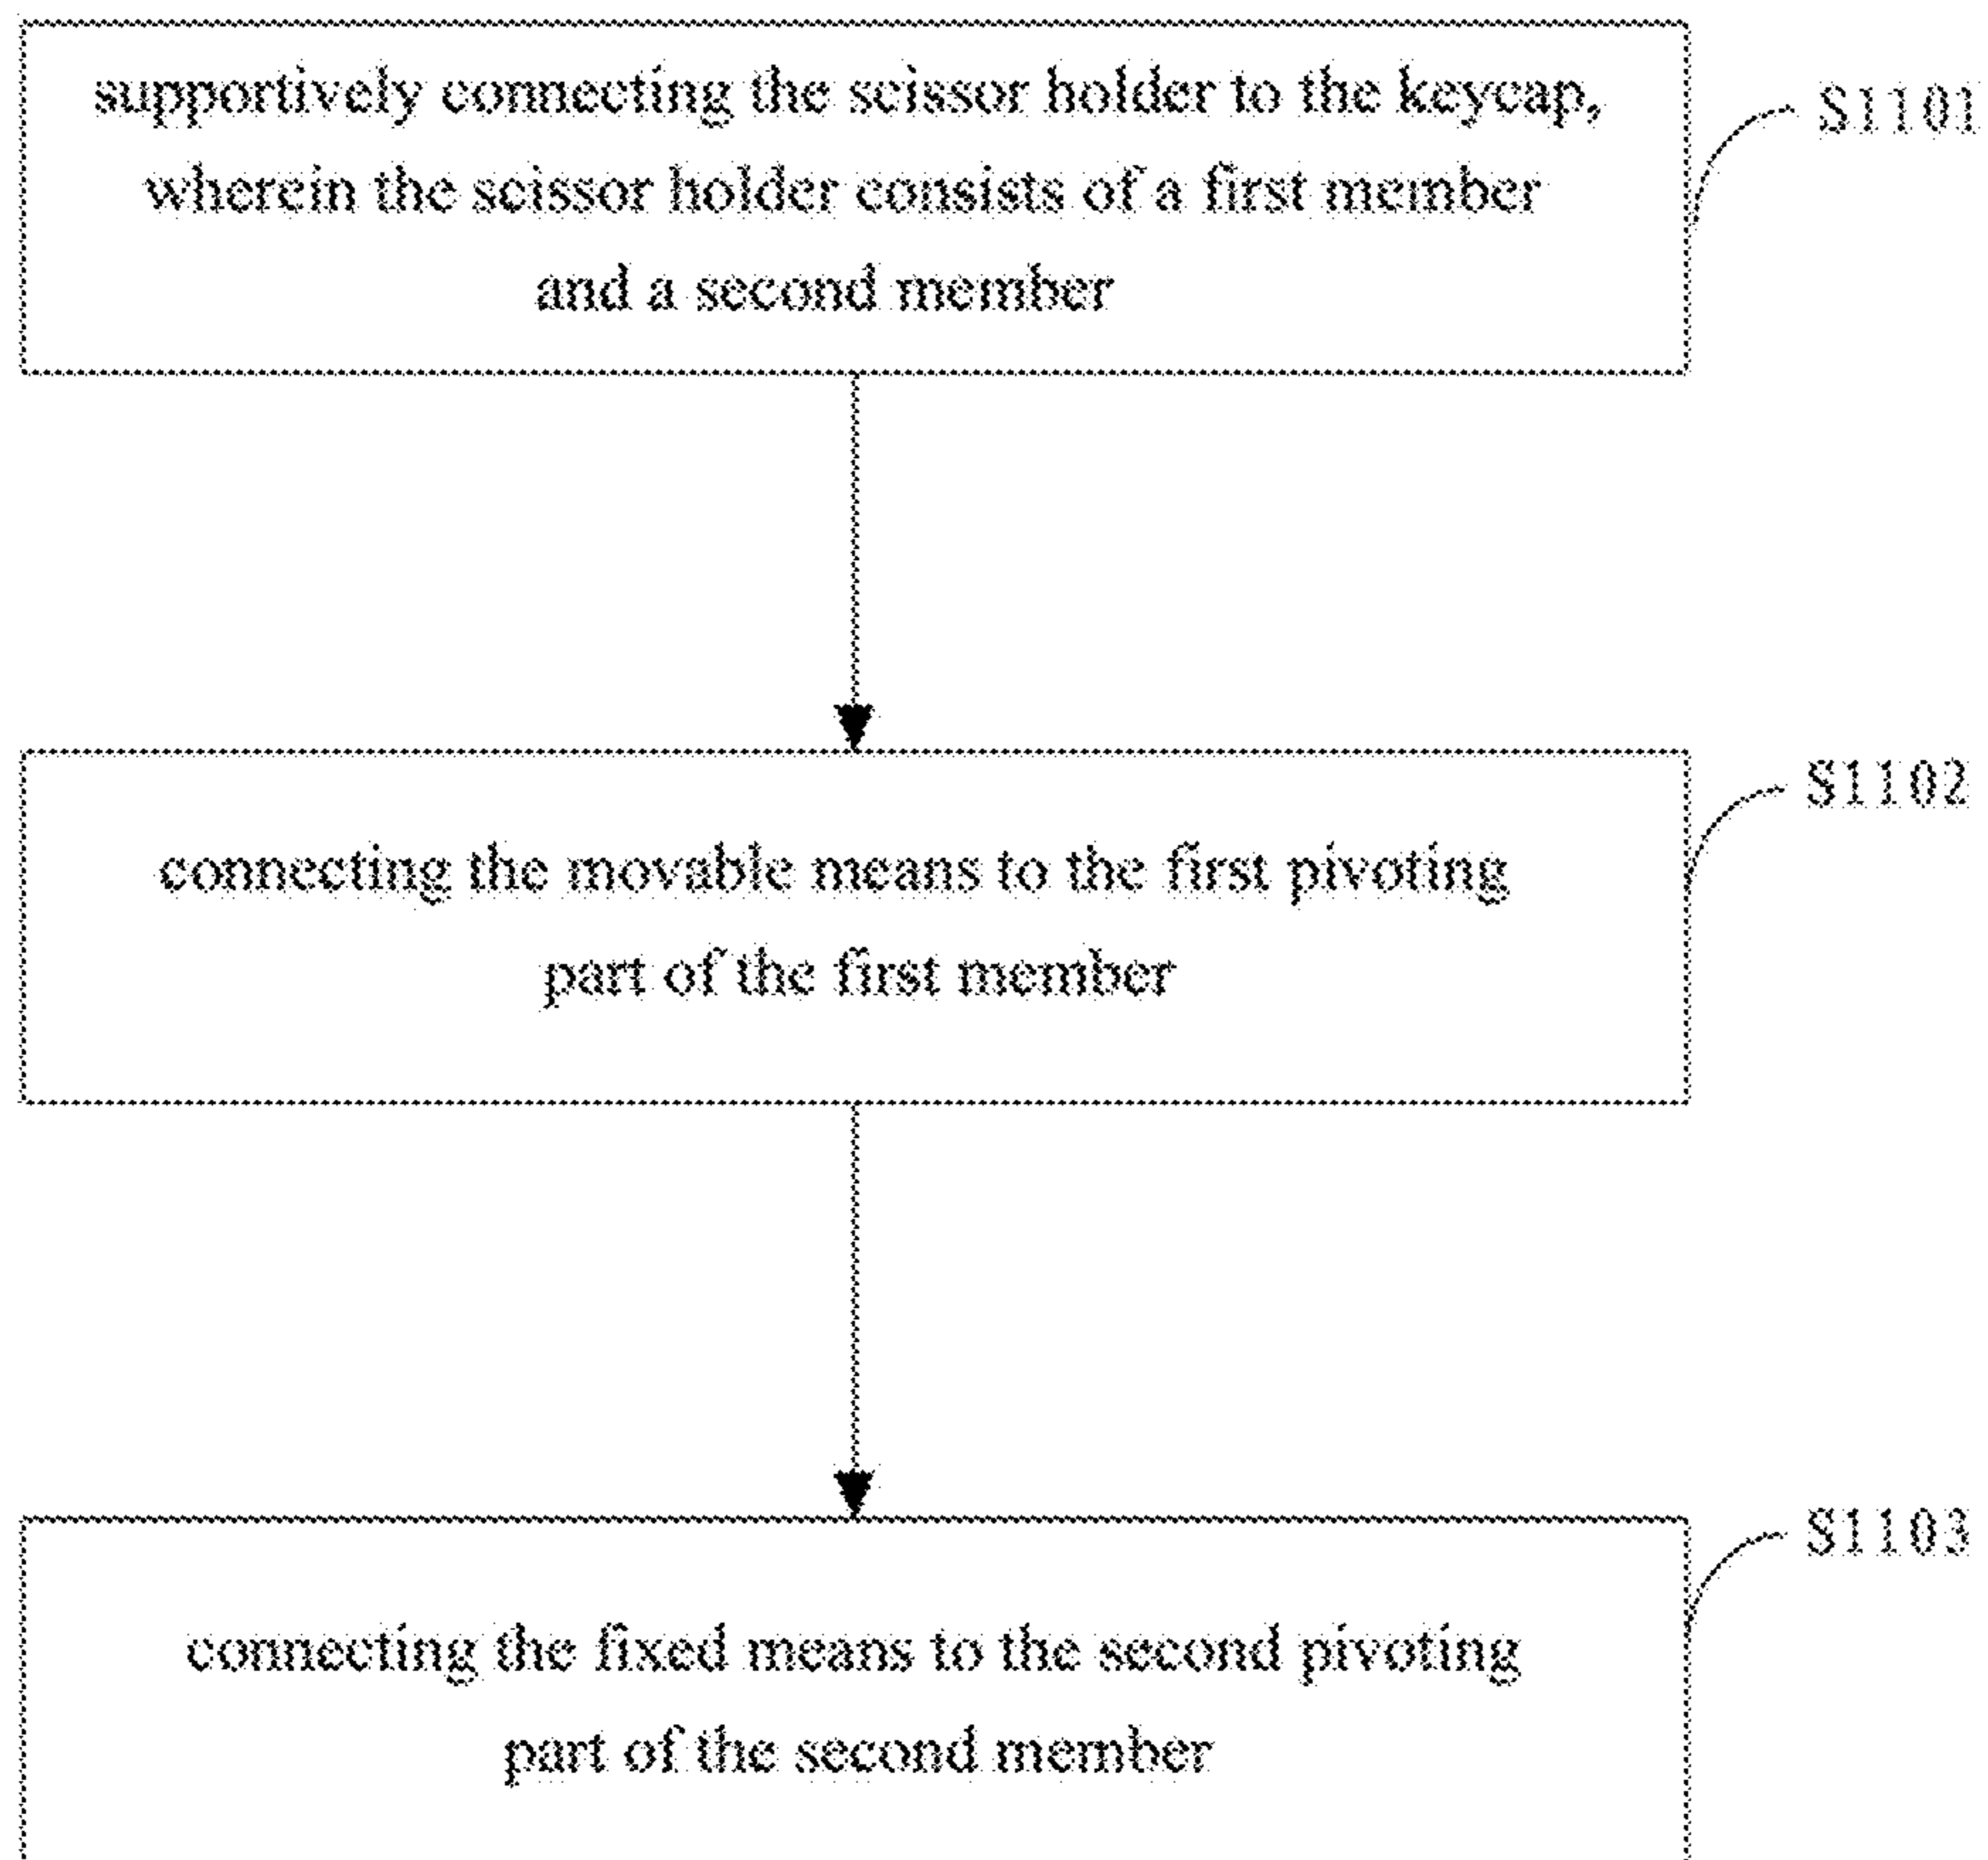 supportively connecting the scissor holder to the keycap,
wherein the scissor holder consists of a first member
and a second member
S1101
connecting the movable means to the first pivoting
part of the first member
S1102
connecting the fixed means to the second pivoting
part of the second member
S1103